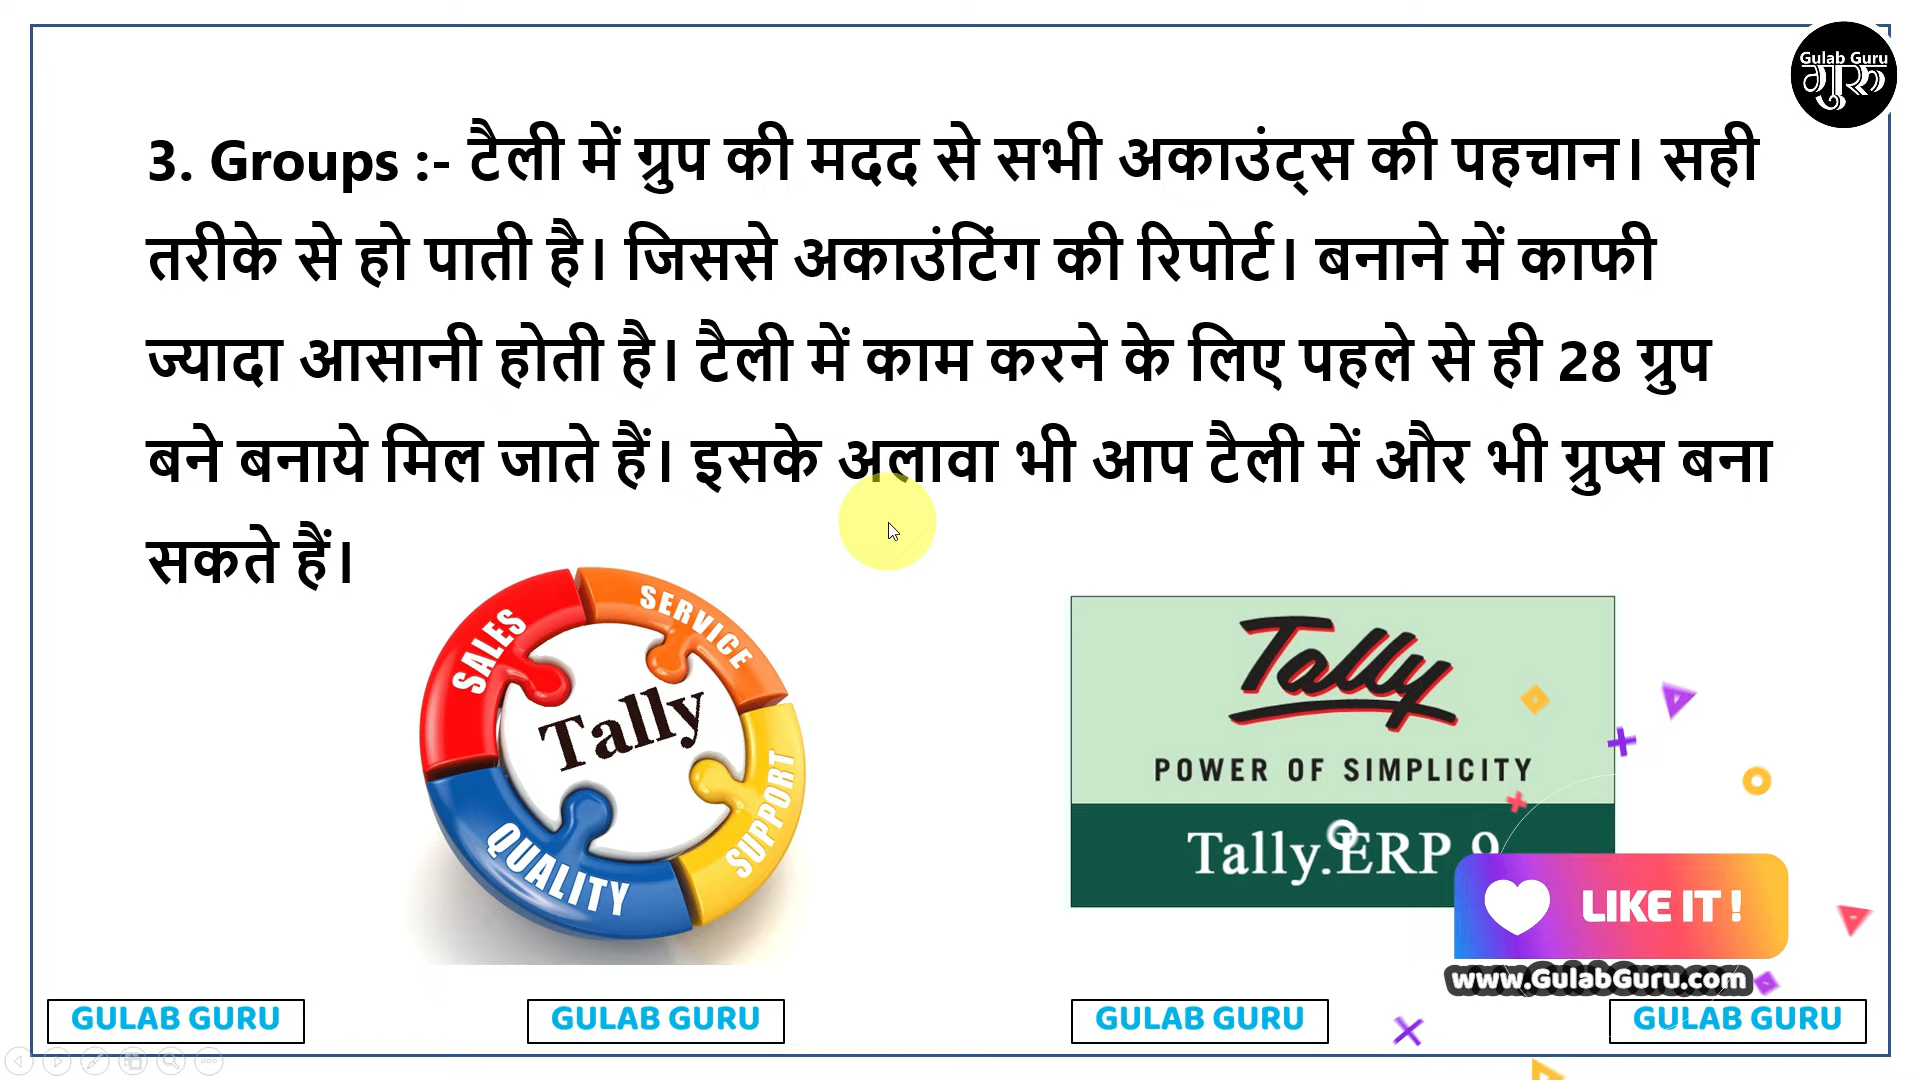 Gulab Guru
गुरु
3. Groups :- टैली में ग्रुप की मदद से सभी अकाउंट्स की पहचान। सही
तरीके से हो पाती है। जिससे अकाउंटिंग की रिपोर्ट। बनाने में काफी
ज्यादा आसानी होती है। टैली में काम करने के लिए पहले से ही 28 ग्रुप
बने बनाये मिल जाते हैं। इसके अलावा भी आप टैली में और भी ग्रुप्स बना
सकते हैं।
SALES
SERVICE
Tally
SUPPORT
QUALITY
Tally
POWER OF SIMPLICITY
Tally.ERP 9
LIKE IT !
www.GulabGuru.com
GULAB GURU
GULAB GURU
GULAB GURU
GULAB GURU